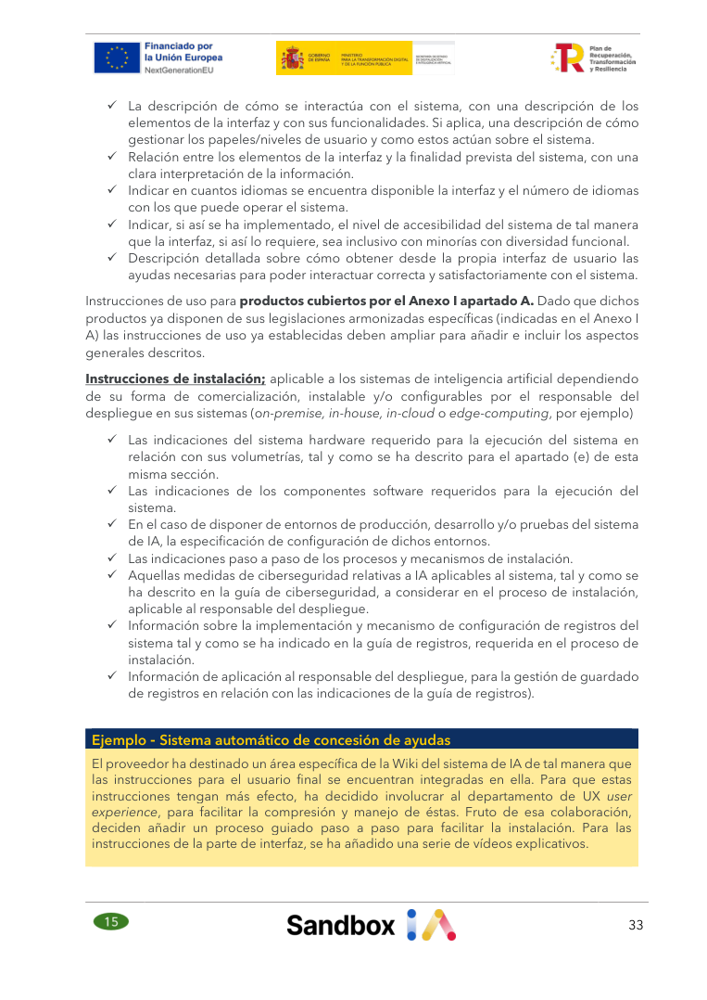 Financiado por
la Unión Europea
NextGenerationEU
GOBIERNO
DE ESPAÑA
MINISTERIO
PARA LA TRANSFORMACIÓN DIGITAL
Y DE LA FUNCIÓN PÚBLICA
SECRETARÍA DE ESTADO
DE DIGITALIZACIÓN
E INTELIGENCIA ARTIFICIAL
Plan de
Recuperación,
Transformación
y Resiliencia
✓ La descripción de cómo se interactúa con el sistema, con una descripción de los
elementos de la interfaz y con sus funcionalidades. Si aplica, una descripción de cómo
gestionar los papeles/niveles de usuario y como estos actúan sobre el sistema.
✓ Relación entre los elementos de la interfaz y la finalidad prevista del sistema, con una
clara interpretación de la información.
✓ Indicar en cuantos idiomas se encuentra disponible la interfaz y el número de idiomas
con los que puede operar el sistema.
✓ Indicar, si así se ha implementado, el nivel de accesibilidad del sistema de tal manera
que la interfaz, si así lo requiere, sea inclusivo con minorías con diversidad funcional.
✓ Descripción detallada sobre cómo obtener desde la propia interfaz de usuario las
ayudas necesarias para poder interactuar correcta y satisfactoriamente con el sistema.
Instrucciones de uso para productos cubiertos por el Anexo I apartado A. Dado que dichos
productos ya disponen de sus legislaciones armonizadas específicas (indicadas en el Anexo I
A) las instrucciones de uso ya establecidas deben ampliar para añadir e incluir los aspectos
generales descritos.
Instrucciones de instalación; aplicable a los sistemas de inteligencia artificial dependiendo
de su forma de comercialización, instalable y/o configurables por el responsable del
despliegue en sus sistemas (on-premise, in-house, in-cloud o edge-computing, por ejemplo)
✓ Las indicaciones del sistema hardware requerido para la ejecución del sistema en
relación con sus volumetrías, tal y como se ha descrito para el apartado (e) de esta
misma sección.
✓ Las indicaciones de los componentes software requeridos para la ejecución del
sistema.
✓ En el caso de disponer de entornos de producción, desarrollo y/o pruebas del sistema
de IA, la especificación de configuración de dichos entornos.
✓ Las indicaciones paso a paso de los procesos y mecanismos de instalación.
✓ Aquellas medidas de ciberseguridad relativas a IA aplicables al sistema, tal y como se
ha descrito en la guía de ciberseguridad, a considerar en el proceso de instalación,
aplicable al responsable del despliegue.
✓ Información sobre la implementación y mecanismo de configuración de registros del
sistema tal y como se ha indicado en la guía de registros, requerida en el proceso de
instalación.
✓ Información de aplicación al responsable del despliegue, para la gestión de guardado
de registros en relación con las indicaciones de la guía de registros).
Ejemplo - Sistema automático de concesión de ayudas
El proveedor ha destinado un área específica de la Wiki del sistema de IA de tal manera que
las instrucciones para el usuario final se encuentran integradas en ella. Para que estas
instrucciones tengan más efecto, ha decidido involucrar al departamento de UX user
experience, para facilitar la compresión y manejo de éstas. Fruto de esa colaboración,
deciden añadir un proceso guiado paso a paso para facilitar la instalación. Para las
instrucciones de la parte de interfaz, se ha añadido una serie de vídeos explicativos.
15
Sandbox
33